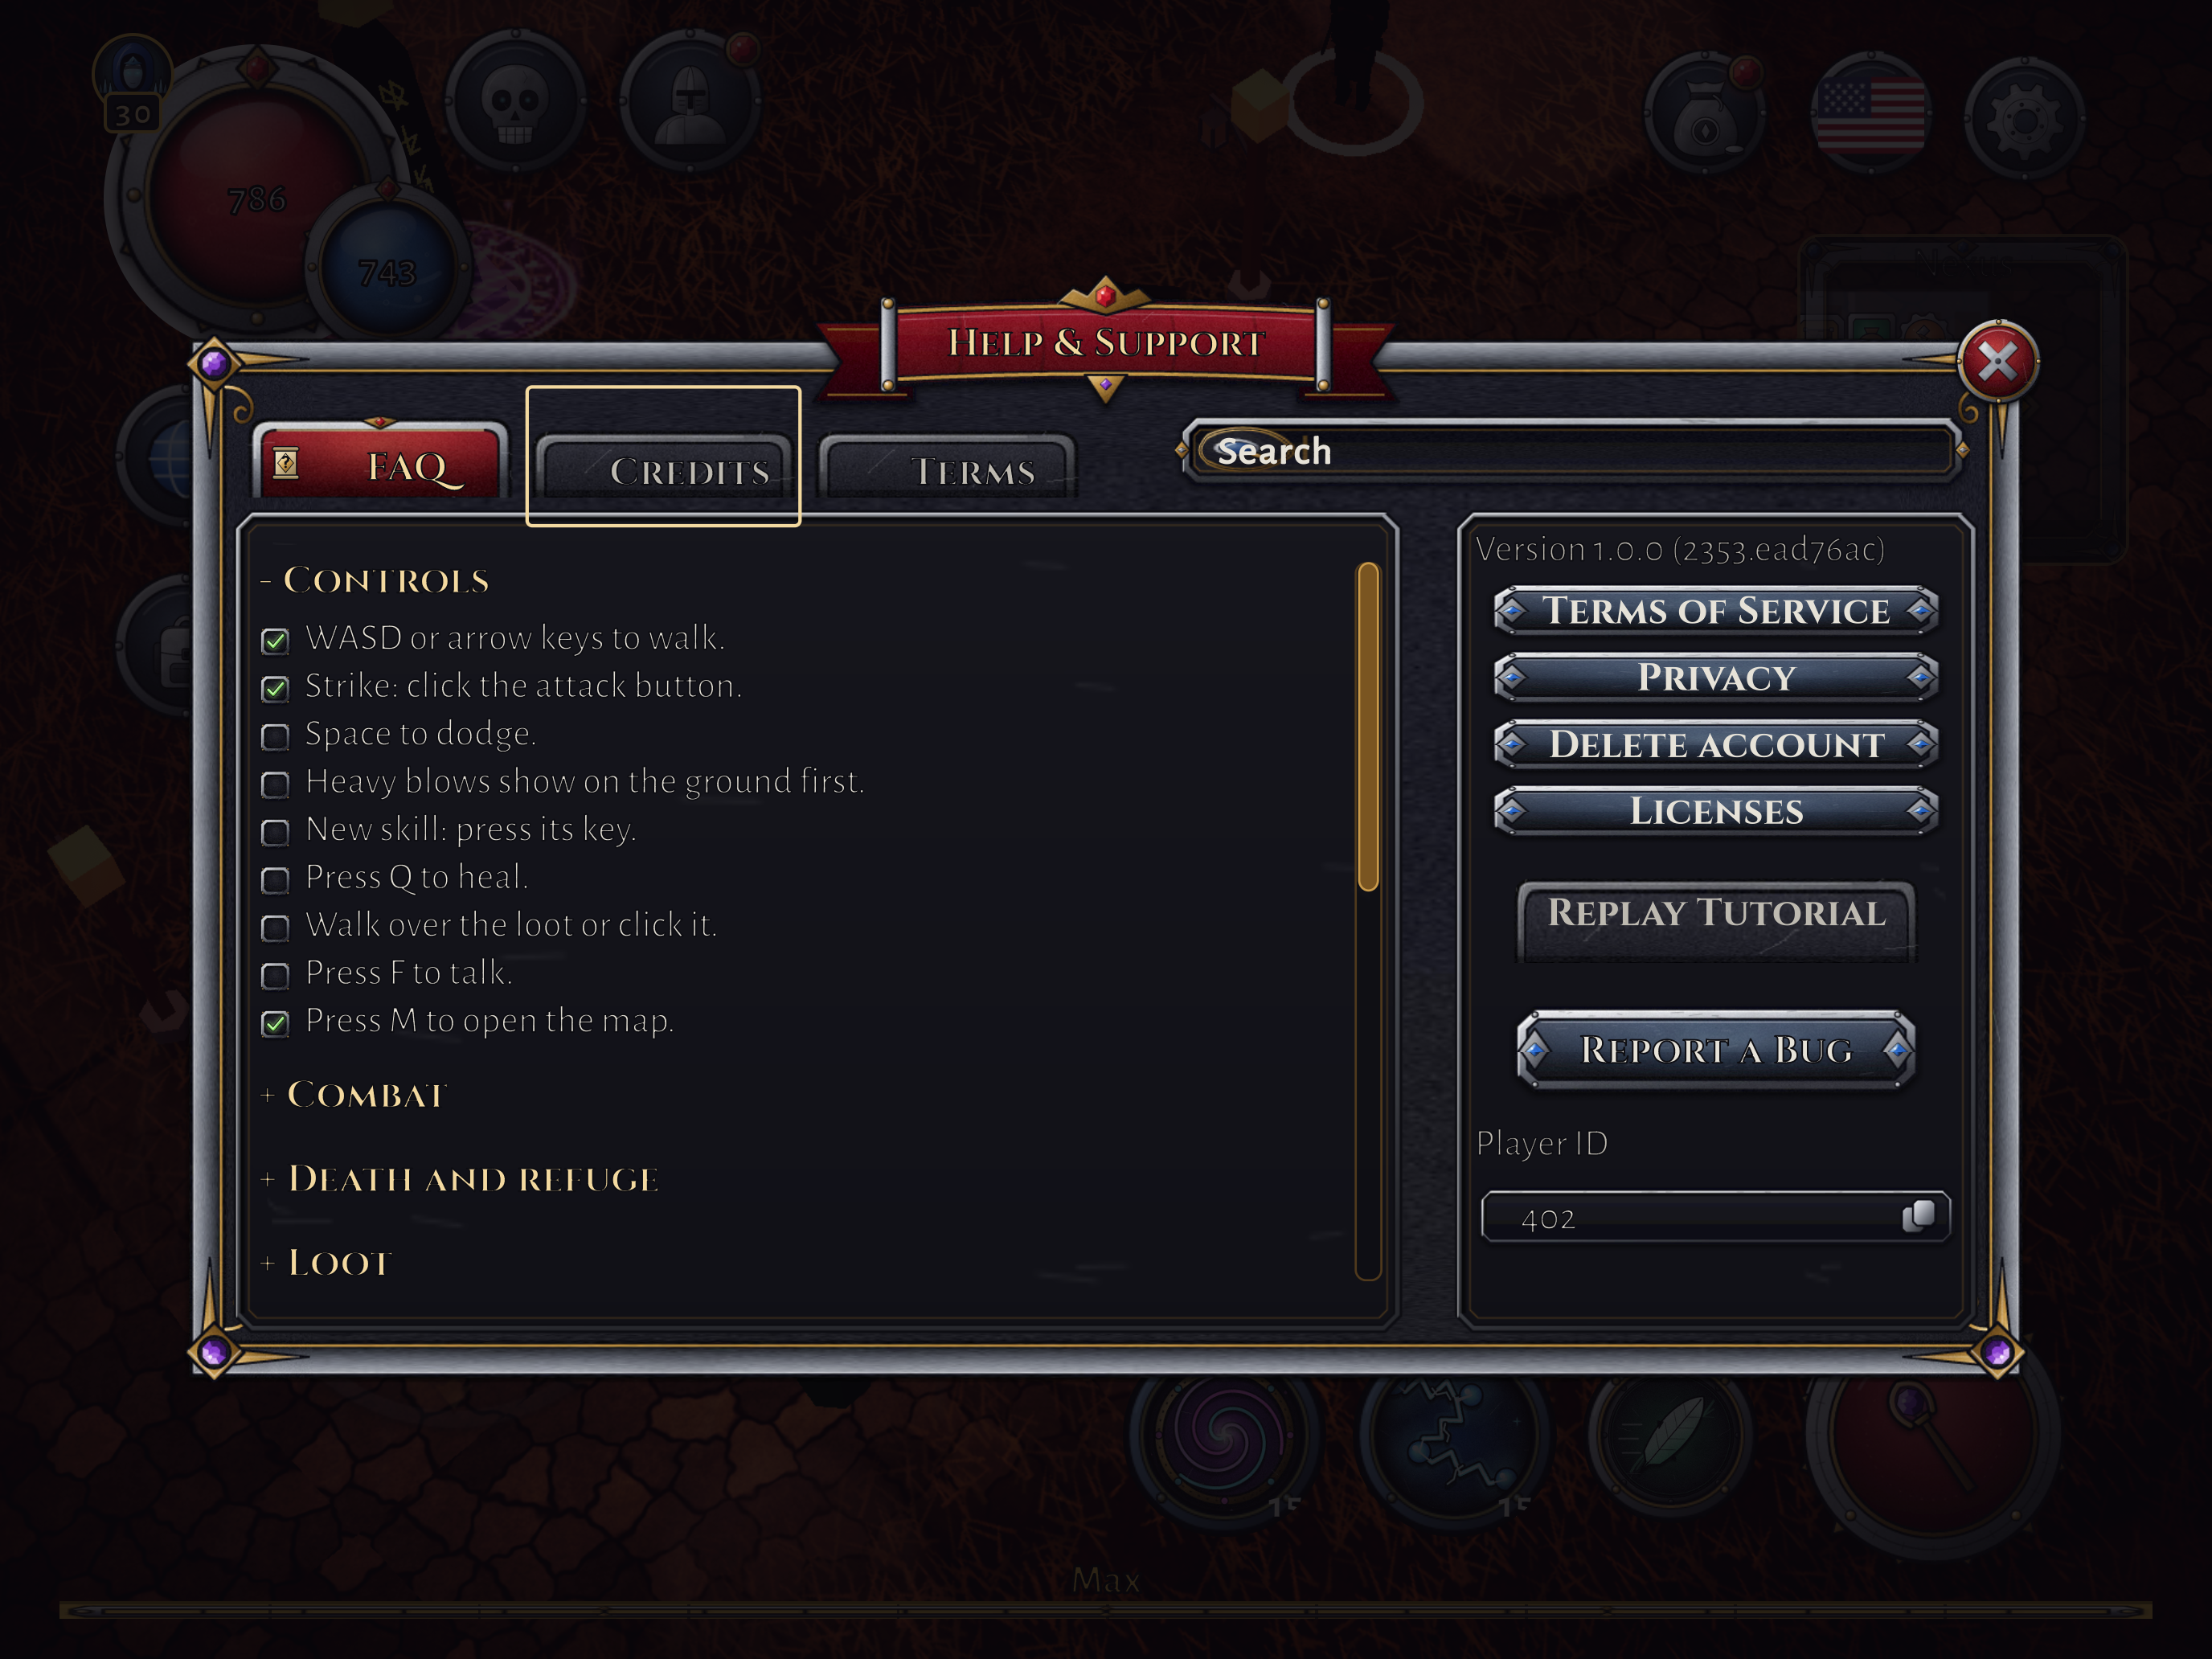 30
786
743
HELP & SUPPORT
FAQ
CREDITS
TERMS
Search
- CONTROLS
WASD or arrow keys to walk.
Strike: click the attack button.
Space to dodge.
Heavy blows show on the ground first.
New skill: press its key.
Press Q to heal.
Walk over the loot or click it.
Press F to talk.
Press M to open the map.
+ COMBAT
+ DEATH AND REFUGE
+ LOOT
Version 1.0.0 (2353.ead76ac)
TERMS OF SERVICE
PRIVACY
DELETE ACCOUNT
LICENSES
REPLAY TUTORIAL
REPORT A BUG
Player ID
402
Max